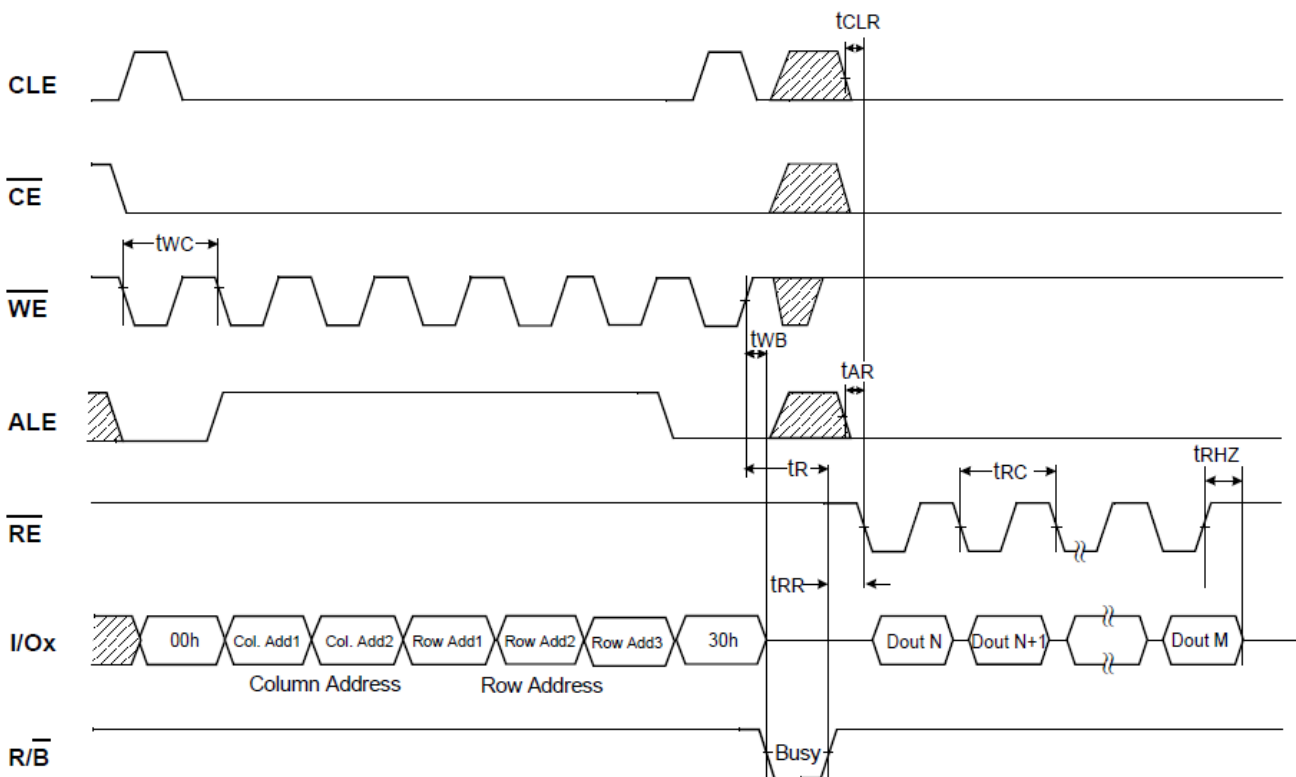 tCLR
CLE
CE
tWC
WE
tWB
tAR
ALE
tR
tRC
tRHZ
RE
tRR
I/Ox
00h
Col. Add1
Col. Add2
Row Add1
Row Add2
Row Add3
30h
Dout N
Dout N+1
Dout M
Column Address
Row Address
R/B
Busy